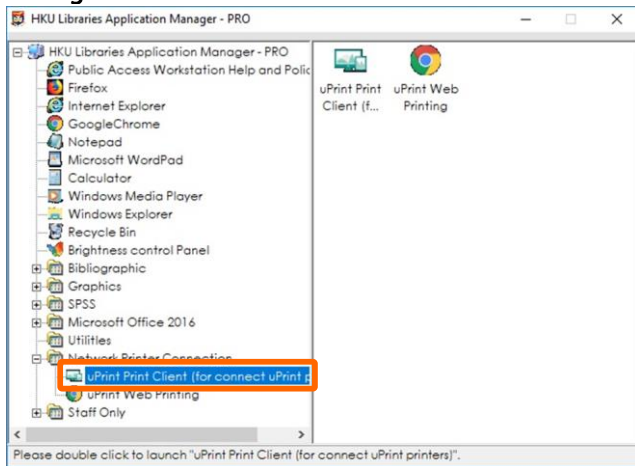 HKU Libraries Application Manager - PRO
HKU Libraries Application Manager - PRO
Public Access Workstation Help and Polic
Firefox
Internet Explorer
GoogleChrome
Notepad
Microsoft WordPad
Calculator
Windows Media Player
Windows Explorer
Recycle Bin
Brightness control Panel
Bibliographic
Graphics
SPSS
Microsoft Office 2016
Utilities
Network Printer Connection
uPrint Print Client (for connect uPrint p
uPrint Web Printing
Staff Only
uPrint Print
Client (f...
uPrint Web
Printing
Please double click to launch "uPrint Print Client (for connect uPrint printers)".